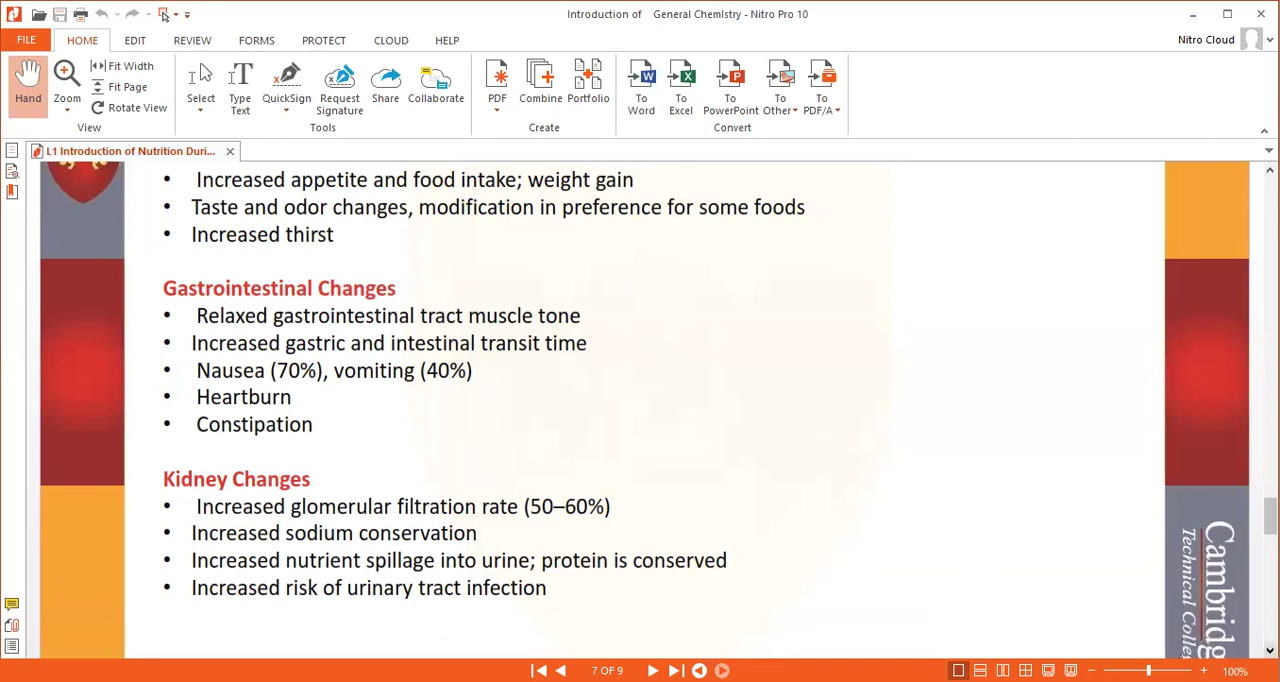 Introduction of General Chemlstry - Nitro Pro 10
FILE HOME EDIT REVIEW FORMS PROTECT CLOUD HELP
Nitro Cloud
Hand
Zoom
Fit Width
Fit Page
Rotate View
View
Select
Type Text
QuickSign
Request Signature
Share
Collaborate
Tools
PDF
Combine
Portfolio
Create
To Word
To Excel
To PowerPoint
To Other
To PDF/A
Convert
L1 Introduction of Nutrition Duri...
• Increased appetite and food intake; weight gain
• Taste and odor changes, modification in preference for some foods
• Increased thirst
Gastrointestinal Changes
• Relaxed gastrointestinal tract muscle tone
• Increased gastric and intestinal transit time
• Nausea (70%), vomiting (40%)
• Heartburn
• Constipation
Kidney Changes
• Increased glomerular filtration rate (50–60%)
• Increased sodium conservation
• Increased nutrient spillage into urine; protein is conserved
• Increased risk of urinary tract infection
Cambridg
Technical Colle
7 OF 9
100%